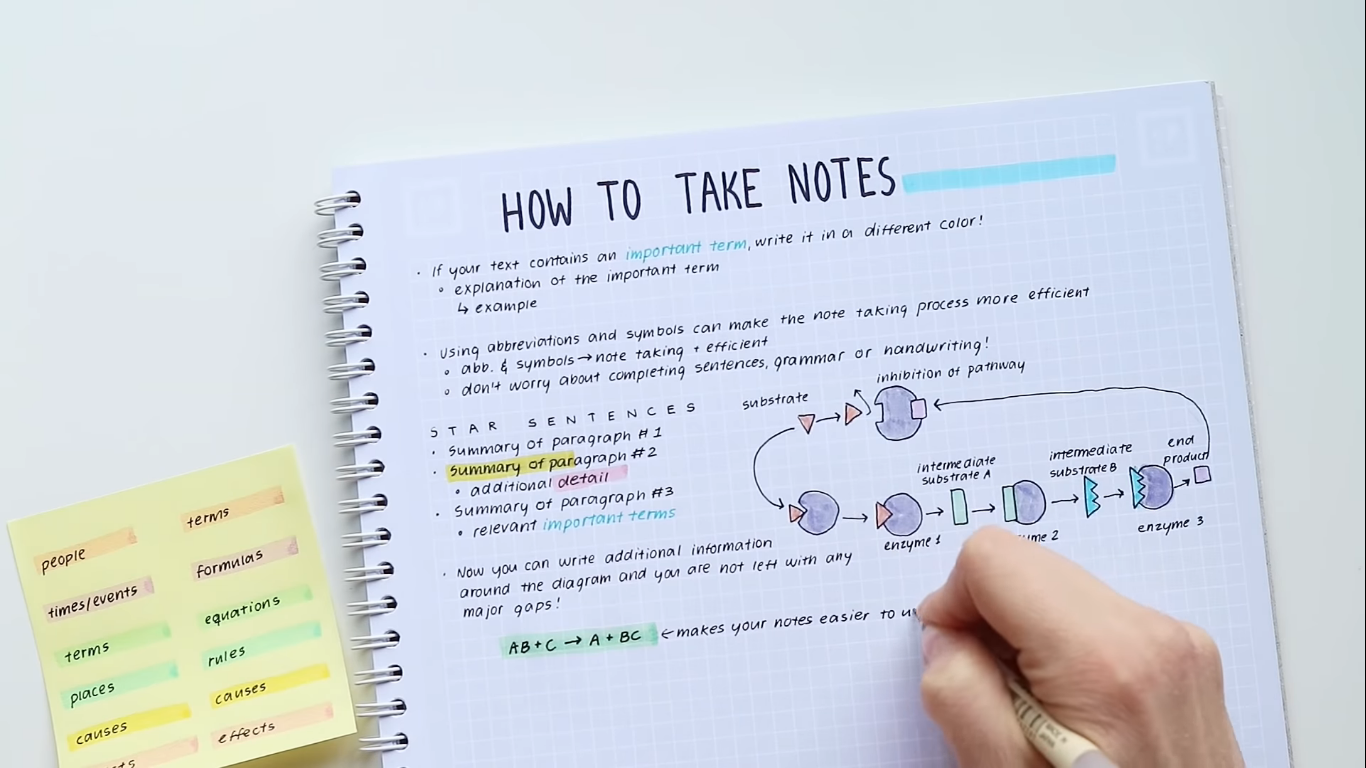 HOW TO TAKE NOTES
· If your text contains an important term, write it in a different color!
◦ explanation of the important term
↳ example
· Using abbreviations and symbols can make the note taking process more efficient
◦ abb. & symbols → note taking + efficient
◦ don't worry about completing sentences, grammar or handwriting!
STAR SENTENCES
· Summary of paragraph #1
· Summary of paragraph #2
◦ additional detail
· Summary of paragraph #3
◦ relevant important terms
substrate
inhibition of pathway
enzyme 1
intermediate
substrate A
2
intermediate
substrate B
enzyme 3
end
product
· Now you can write additional information
around the diagram and you are not left with any
major gaps!
AB+C → A + BC ← makes your notes easier to
people
times/events
terms
places
causes
terms
formulas
equations
rules
causes
effects